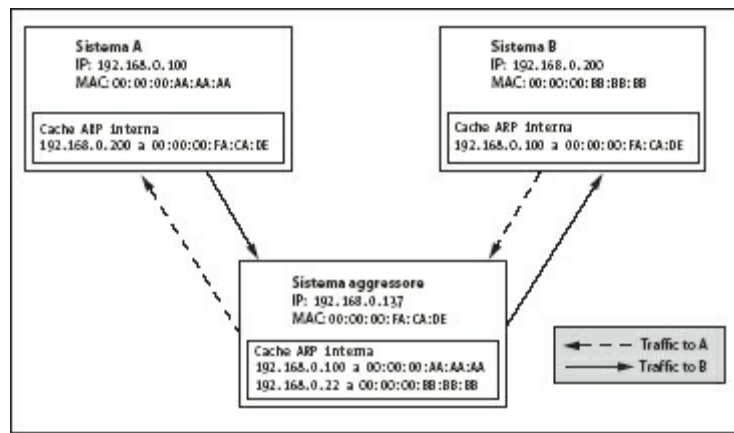 Sistema A
IP: 192.168.0.100
MAC: 00:00:00:AA:AA:AA
Cache ARP interna
192.168.0.200 a 00:00:00:FA:CA:DE
Sistema B
IP: 192.168.0.200
MAC: 00:00:00:BB:BB:BB
Cache ARP interna
192.168.0.100 a 00:00:00:FA:CA:DE
Sistema aggressore
IP: 192.168.0.137
MAC: 00:00:00:FA:CA:DE
Cache ARP interna
192.168.0.100 a 00:00:00:AA:AA:AA
192.168.0.22 a 00:00:00:BB:BB:BB
Traffic to A
Traffic to B